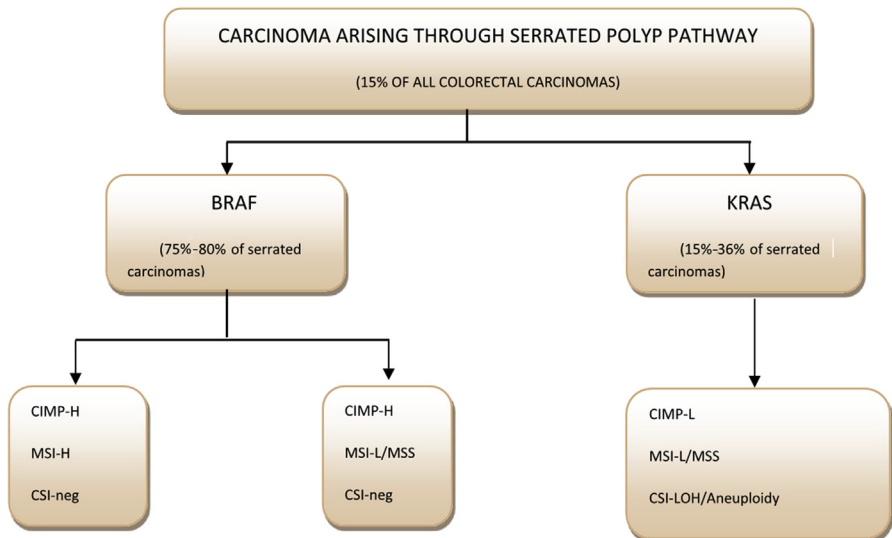 CARCINOMA ARISING THROUGH SERRATED POLYP PATHWAY
(15% OF ALL COLORECTAL CARCINOMAS)
BRAF
(75%-80% of serrated
carcinomas)
KRAS
(15%-36% of serrated
carcinomas)
CIMP-H
MSI-H
CSI-neg
CIMP-H
MSI-L/MSS
CSI-neg
CIMP-L
MSI-L/MSS
CSI-LOH/Aneuploidy